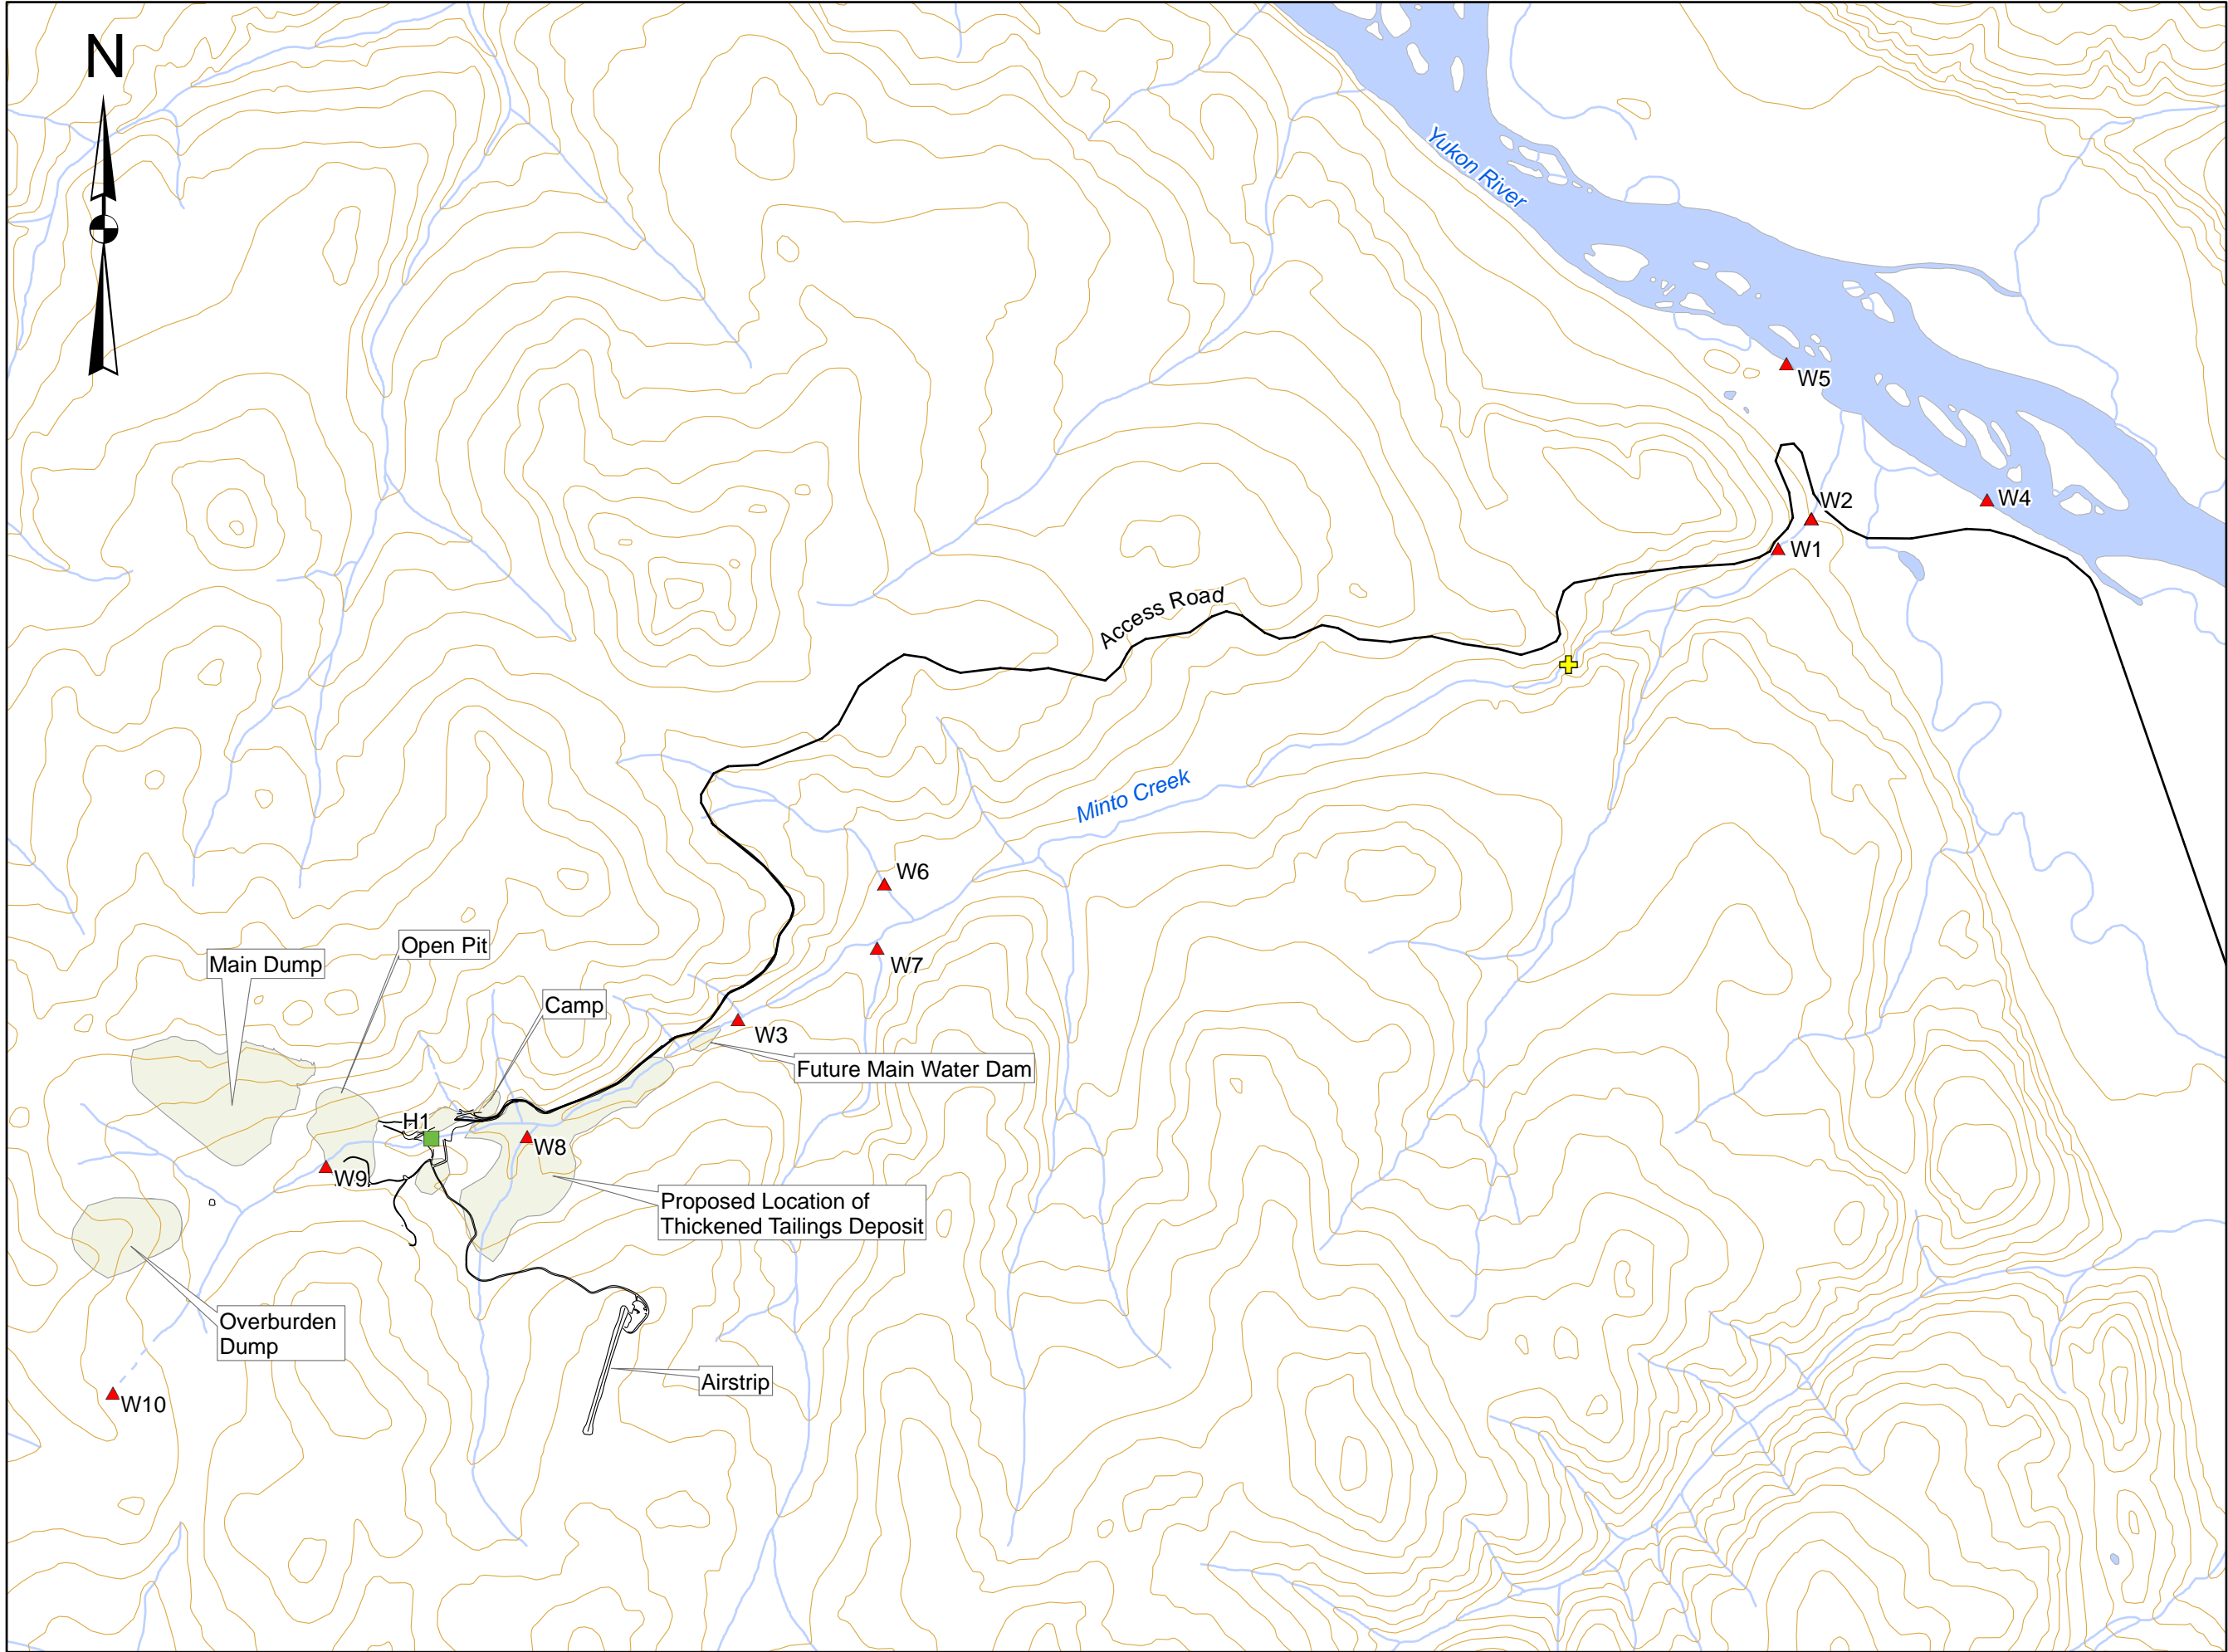 N
Yukon River
W5
W4
W2
W1
Access Road
Minto Creek
W6
Open Pit
Main Dump
W7
Camp
W3
Future Main Water Dam
H1
W8
W9
Proposed Location of
Thickened Tailings Deposit
Overburden
Dump
Airstrip
W10